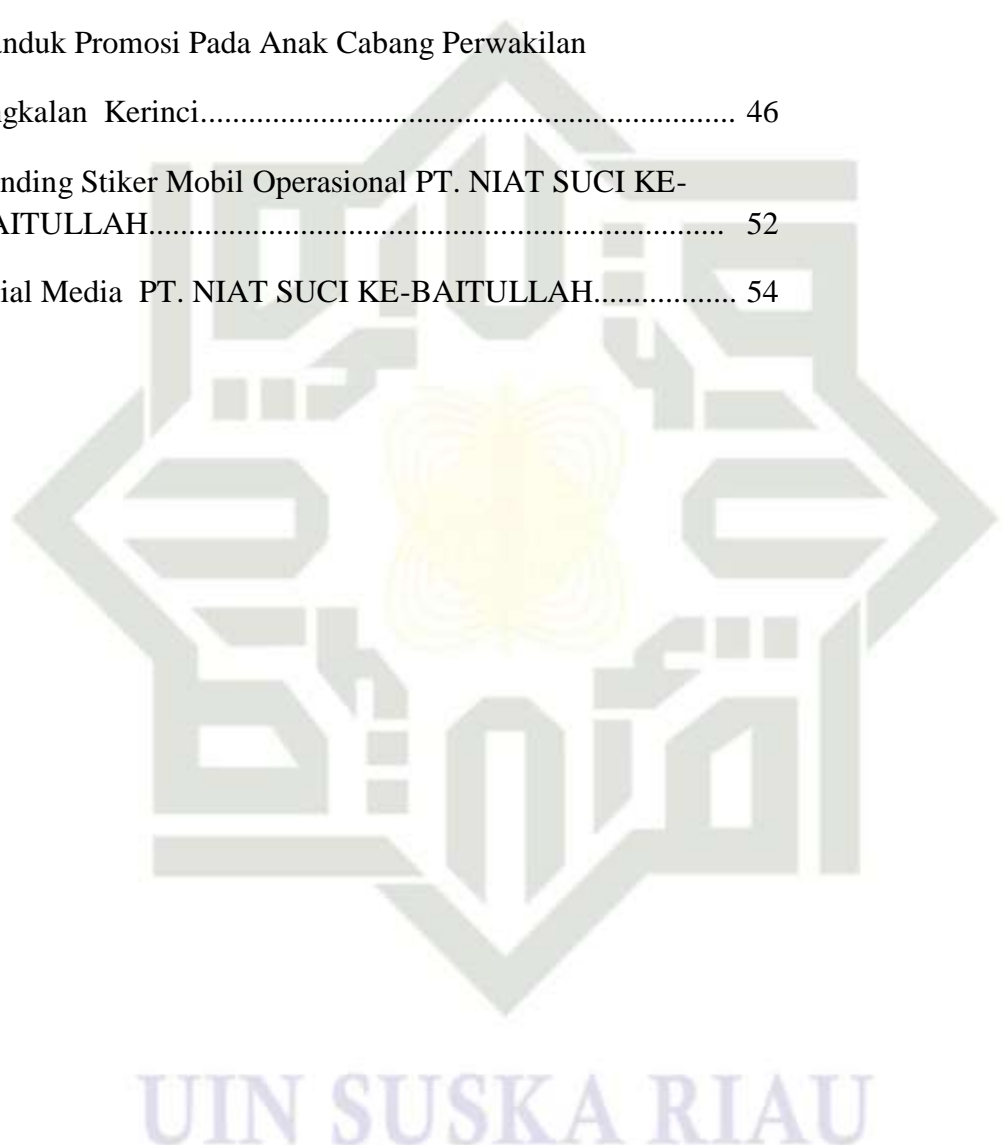 anduk Promosi Pada Anak Cabang Perwakilan
ngkalan Kerinci.................................................................. 46
nding Stiker Mobil Operasional PT. NIAT SUCI KE-
AITULLAH....................................................................... 52
ial Media PT. NIAT SUCI KE-BAITULLAH.................. 54
UIN SUSKA RIAU